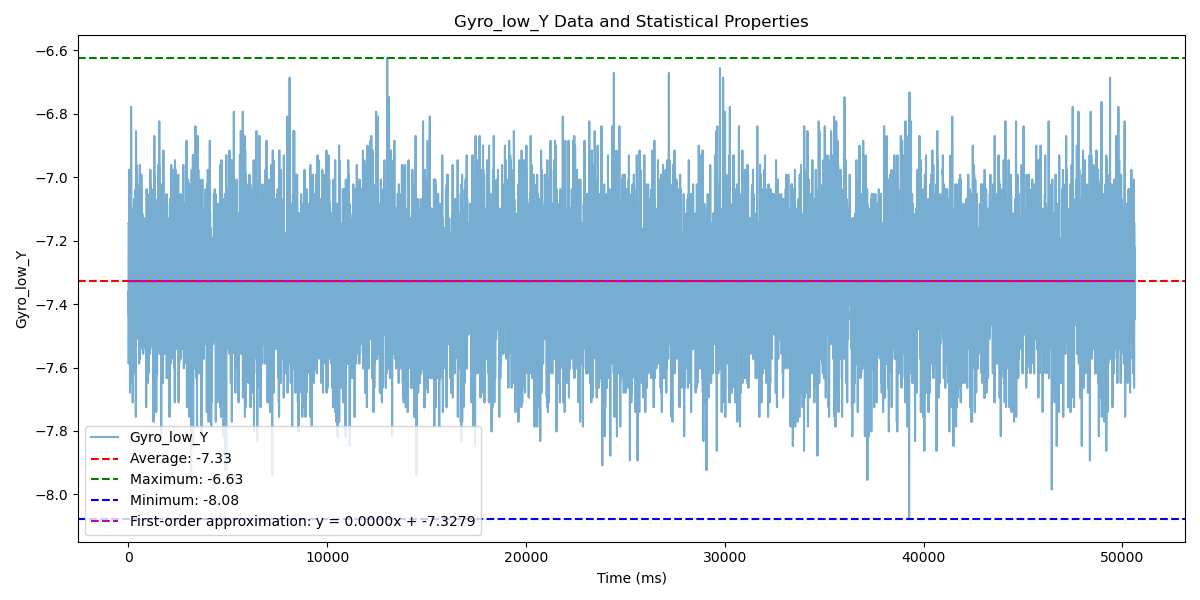 Gyro_low_Y Data and Statistical Properties
Gyro_low_Y
−6.6
−6.8
−7.0
−7.2
−7.4
−7.6
−7.8
−8.0
Gyro_low_Y
Average: -7.33
Maximum: -6.63
Minimum: -8.08
First-order approximation: y = 0.0000x + -7.3279
0
10000
20000
30000
40000
50000
Time (ms)